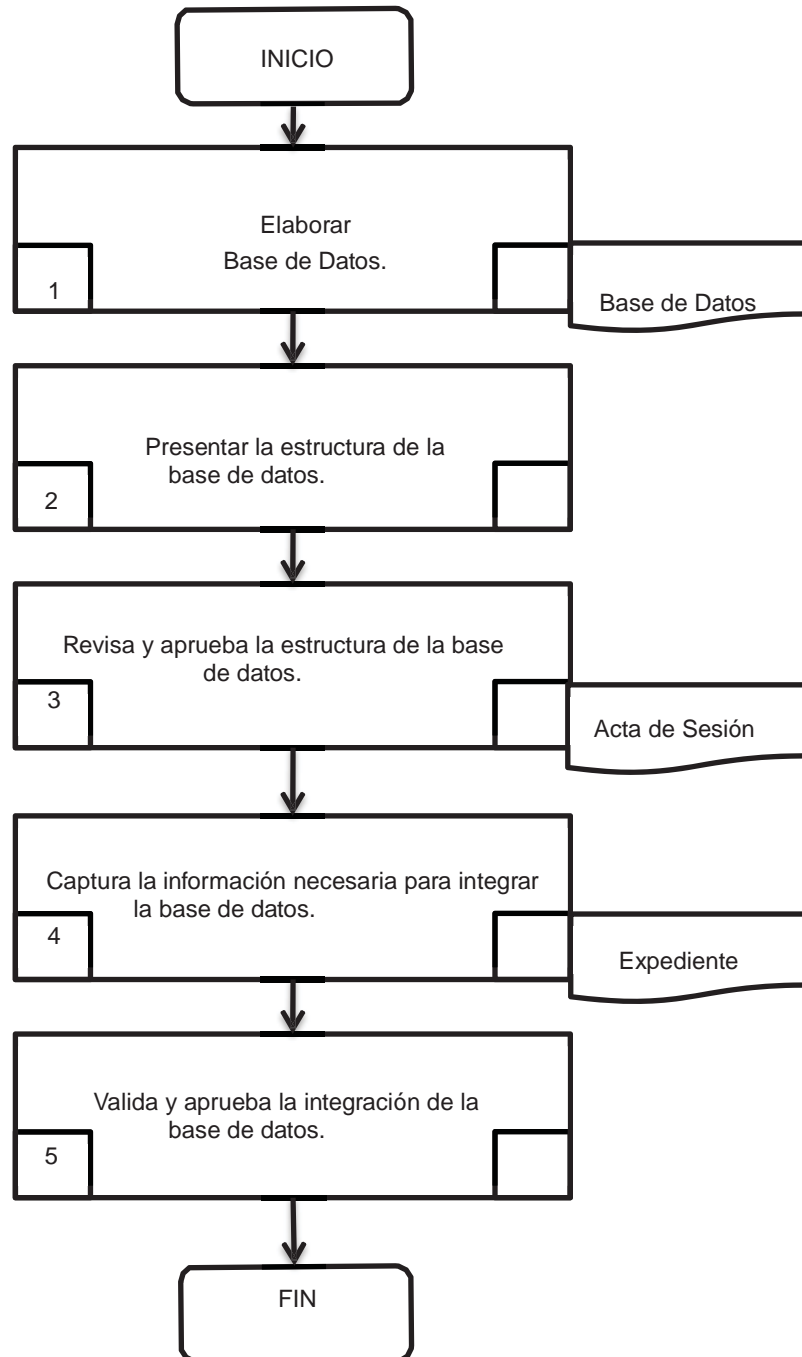 INICIO
Elaborar
Base de Datos.
1
Base de Datos
Presentar la estructura de la
base de datos.
2
Revisa y aprueba la estructura de la base
de datos.
3
Acta de Sesión
Captura la información necesaria para integrar
la base de datos.
4
Expediente
Valida y aprueba la integración de la
base de datos.
5
FIN